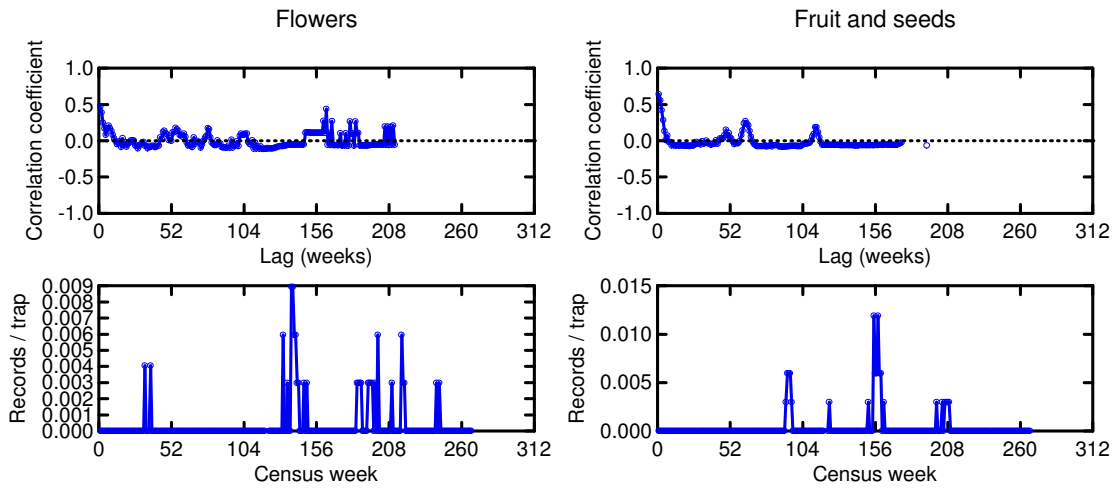 Flowers
Fruit and seeds
Correlation coefficient
1.0
0.5
0.0
-0.5
-1.0
0 52 104 156 208 260 312
Lag (weeks)
Correlation coefficient
1.0
0.5
0.0
-0.5
-1.0
0 52 104 156 208 260 312
Lag (weeks)
Records / trap
0.009
0.008
0.007
0.006
0.005
0.004
0.003
0.002
0.001
0.000
0 52 104 156 208 260 312
Census week
Records / trap
0.015
0.010
0.005
0.000
0 52 104 156 208 260 312
Census week